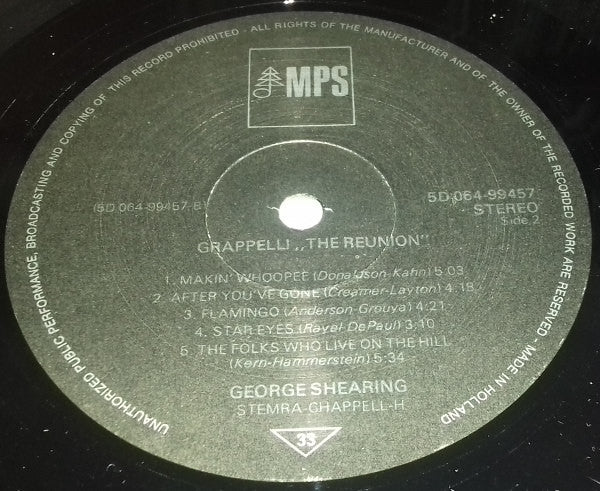 UNAUTHORIZED PUBLIC PERFORMANCE, BROADCASTING AND COPYING OF THIS RECORD PROHIBITED - ALL RIGHTS OF THE MANUFACTURER AND OF THE OWNER OF THE RECORDED WORK ARE RESERVED - MADE IN HOLLAND
MPS
(5D 064-99457 B)
5D 064-99457
STEREO
Side 2
GRAPPELLI „THE REUNION"
1. MAKIN' WHOOPEE (Donaldson-Kahn) 5:03
2. AFTER YOU'VE GONE (Creamer-Layton) 4:18
3. FLAMINGO (Anderson-Grouya) 4:21
4. STAR EYES (Rayel-DePaul) 3:10
5. THE FOLKS WHO LIVE ON THE HILL
(Kern-Hammerstein) 5:34
GEORGE SHEARING
STEMRA-CHAPPELL-H.
33